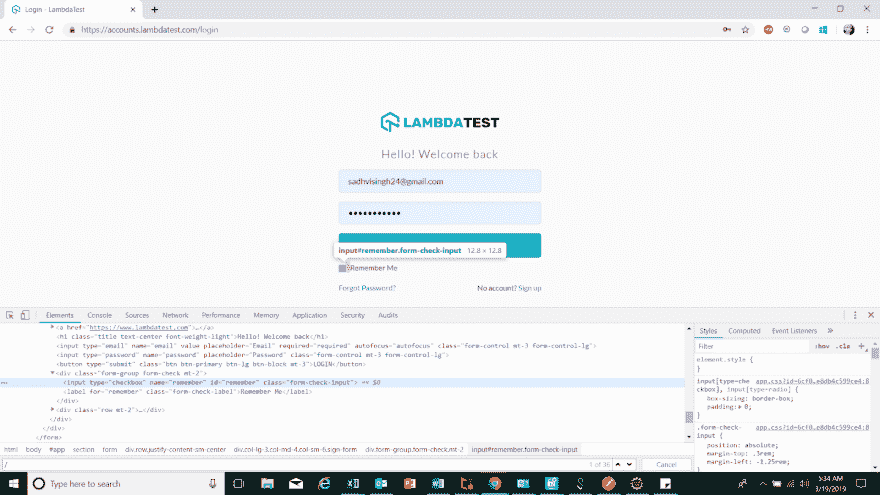 Login - LambdaTest
https://accounts.lambdatest.com/login
LAMBDATEST
Hello! Welcome back
sadhvisingh24@gmail.com
input#remember.form-check-input 12.8 × 12.8
Remember Me
Forgot Password? No account? Sign up
Elements Console Sources Network Performance Memory Application Security Audits
<a href="https://www.lambdatest.com">…</a>
<h1 class="title text-center font-weight-light">Hello! Welcome back</h1>
<input type="email" name="email" value placeholder="Email" required="required" autofocus="autofocus" class="form-control mt-3 form-control-lg">
<input type="password" name="password" placeholder="Password" class="form-control mt-3 form-control-lg">
<button type="submit" class="btn btn-primary btn-lg btn-block mt-3">LOGIN</button>
<div class="form-group form-check mt-2">
<input type="checkbox" name="remember" id="remember" class="form-check-input"> == $0
<label for="remember" class="form-check-label">Remember Me</label>
</div>
<div class="row mt-2">…</div>
</div>
</form>
html body #app section form div.row.justify-content-sm-center div.col-lg-3.col-md-4.col-sm-6.sign-form div.form-group.form-check.mt-2 input#remember.form-check-input
/ 1 of 36 Cancel
Styles Computed Event Listeners »
Filter :hov .cls +
element.style {
}
input[type=che app.css?id=6cf0…e8db4c599ce4:8
ckbox], input[type=radio] {
box-sizing: border-box;
padding: 0;
}
.form-check- app.css?id=6cf0…e8db4c599ce4:8
input {
position: absolute;
margin-top: .3rem;
margin-left: -1.25rem;
Type here to search
5:34 AM
3/19/2019